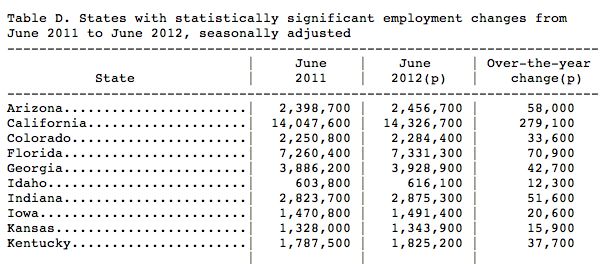 Table D. States with statistically significant employment changes from
June 2011 to June 2012, seasonally adjusted
------------------------------------------------------------------------
| June | June | Over-the-year
State | 2011 | 2012(p) | change(p)
------------------------------------------------------------------------
Arizona.......................| 2,398,700 | 2,456,700 | 58,000
California....................| 14,047,600 | 14,326,700 | 279,100
Colorado......................| 2,250,800 | 2,284,400 | 33,600
Florida.......................| 7,260,400 | 7,331,300 | 70,900
Georgia.......................| 3,886,200 | 3,928,900 | 42,700
Idaho.........................| 603,800 | 616,100 | 12,300
Indiana.......................| 2,823,700 | 2,875,300 | 51,600
Iowa..........................| 1,470,800 | 1,491,400 | 20,600
Kansas........................| 1,328,000 | 1,343,900 | 15,900
Kentucky......................| 1,787,500 | 1,825,200 | 37,700